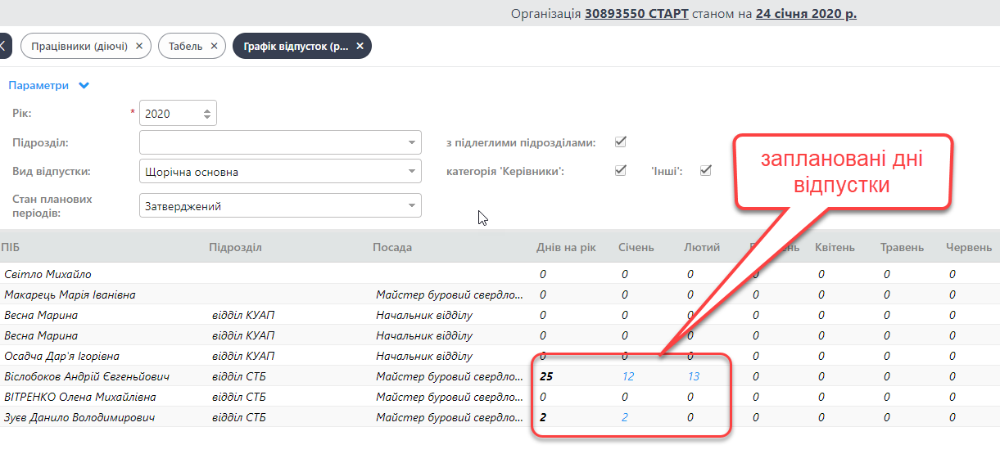 Організація 30893550 СТАРТ станом на 24 січня 2020 р.
Працівники (діючі) ✕ Табель ✕ Графік відпусток (р... ✕
Параметри
Рік: * 2020
Підрозділ: з підлеглими підрозділами:
Вид відпустки: Щорічна основна категорія 'Керівники': 'Інші':
Стан планових
періодів: Затверджений
заплановані дні
відпустки
ПІБ Підрозділ Посада Днів на рік Січень Лютий Квітень Травень Червень
Світло Михайло 0 0 0 0 0 0 0
Макарець Марія Іванівна Майстер буровий свердло... 0 0 0 0 0 0 0
Весна Марина відділ КУАП Начальник відділу 0 0 0 0 0 0 0
Весна Марина відділ КУАП Начальник відділу 0 0 0 0 0 0 0
Осадча Дар'я Ігорівна відділ КУАП Начальник відділу 0 0 0 0 0 0 0
Віслобоков Андрій Євгеньйович відділ СТБ Майстер буровий свердло... 25 12 13 0 0 0 0
ВІТРЕНКО Олена Михайлівна відділ СТБ Майстер буровий свердло... 0 0 0 0 0 0 0
Зуєв Данило Володимирович відділ СТБ Майстер буровий свердло... 2 2 0 0 0 0 0